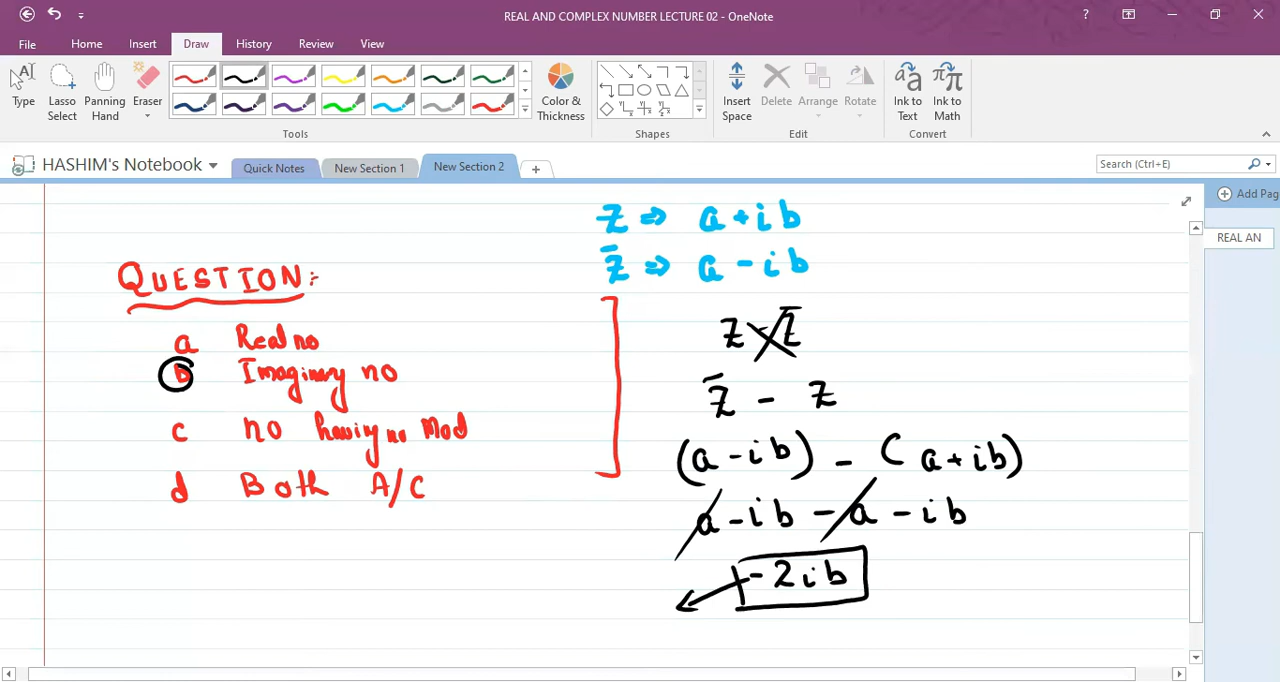 REAL AND COMPLEX NUMBER LECTURE 02 - OneNote
?
File Home Insert Draw History Review View
Type
Lasso Select
Panning Hand
Eraser
Color & Thickness
Insert Space
Delete
Arrange
Rotate
Ink to Text
Ink to Math
Tools
Shapes
Edit
Convert
HASHIM's Notebook
Quick Notes
New Section 1
New Section 2
Search (Ctrl+E)
Add Pag
REAL AN
z ⇒ a+ib
z̄ ⇒ a-ib
QUESTION:
a Real no
b Imaginary no
c no having no Mod
d Both A/C
z - z̄
z̄ - z
(a-ib) - (a+ib)
a-ib - a - ib
-2ib